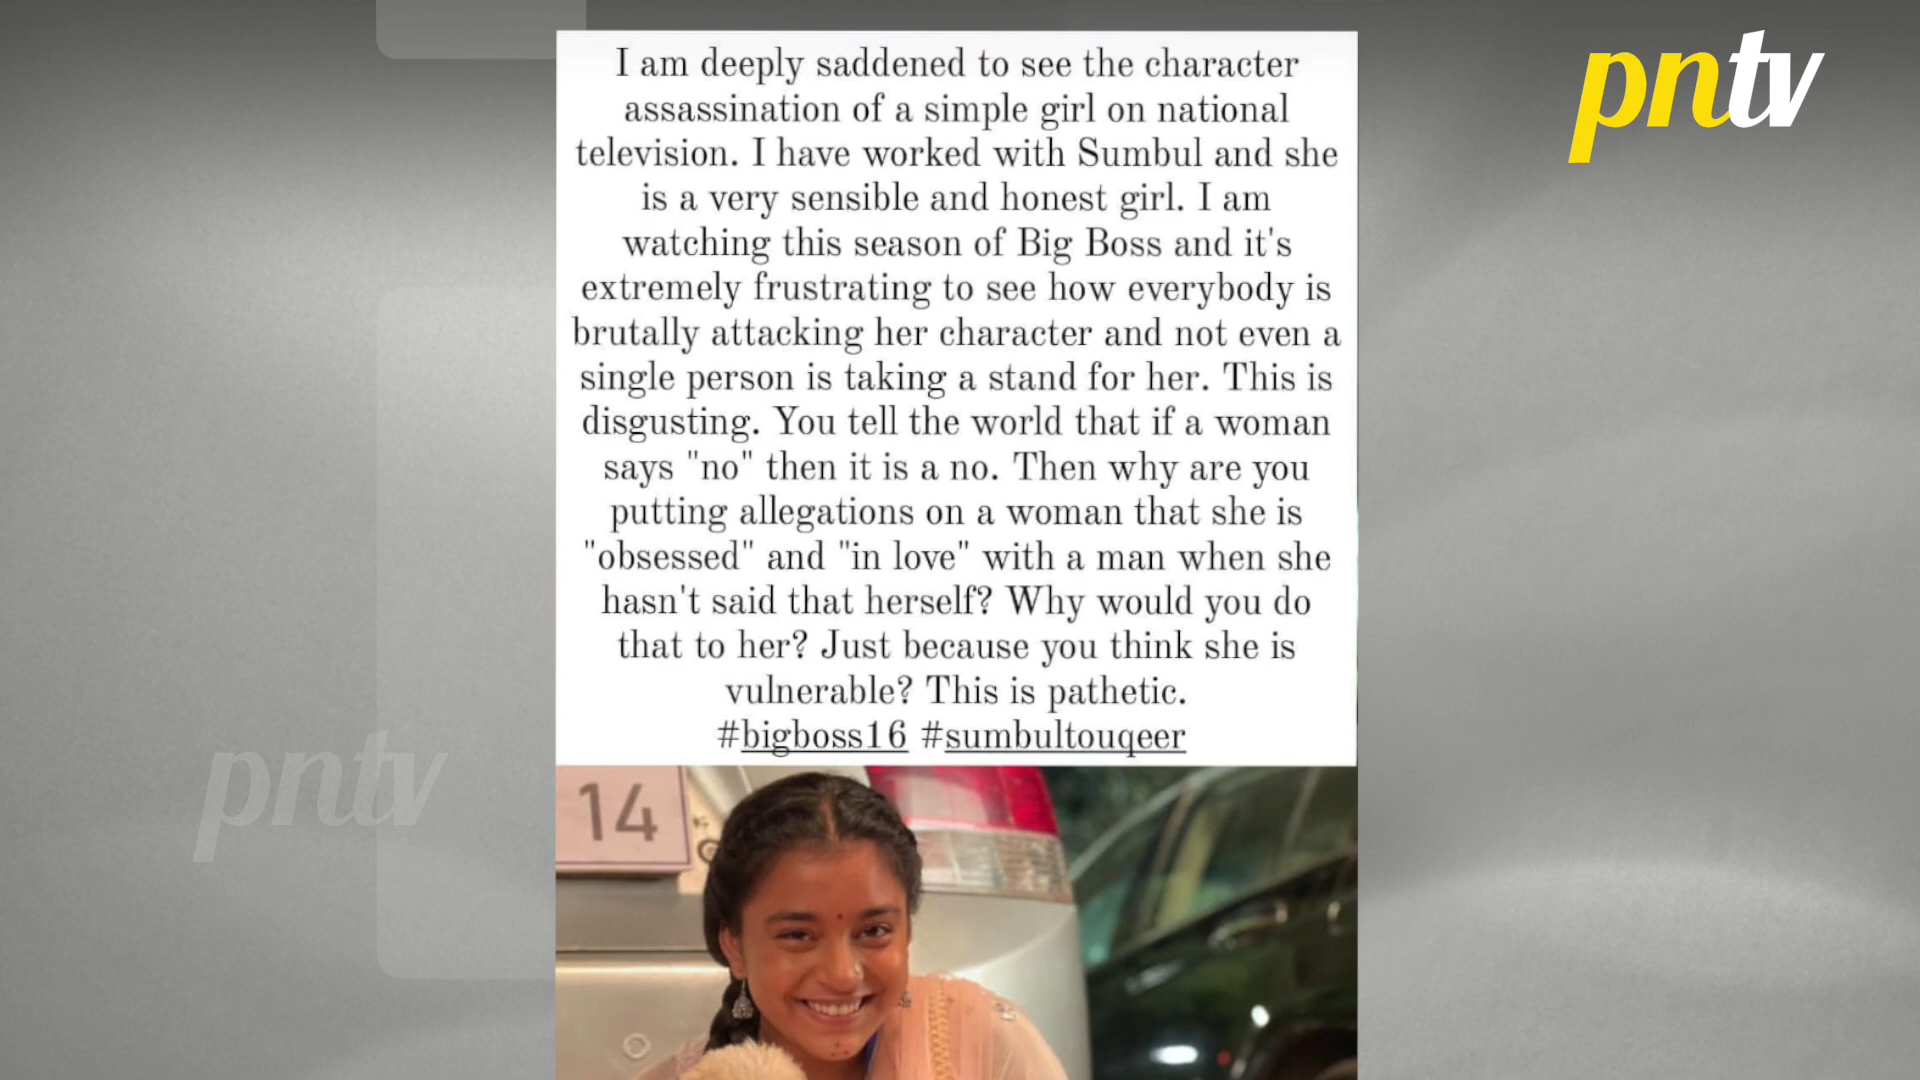 pntv
I am deeply saddened to see the character
assassination of a simple girl on national
television. I have worked with Sumbul and she
is a very sensible and honest girl. I am
watching this season of Big Boss and it's
extremely frustrating to see how everybody is
brutally attacking her character and not even a
single person is taking a stand for her. This is
disgusting. You tell the world that if a woman
says "no" then it is a no. Then why are you
putting allegations on a woman that she is
"obsessed" and "in love" with a man when she
hasn't said that herself? Why would you do
that to her? Just because you think she is
vulnerable? This is pathetic.
#bigboss16 #sumbultouqeer
pntv
14